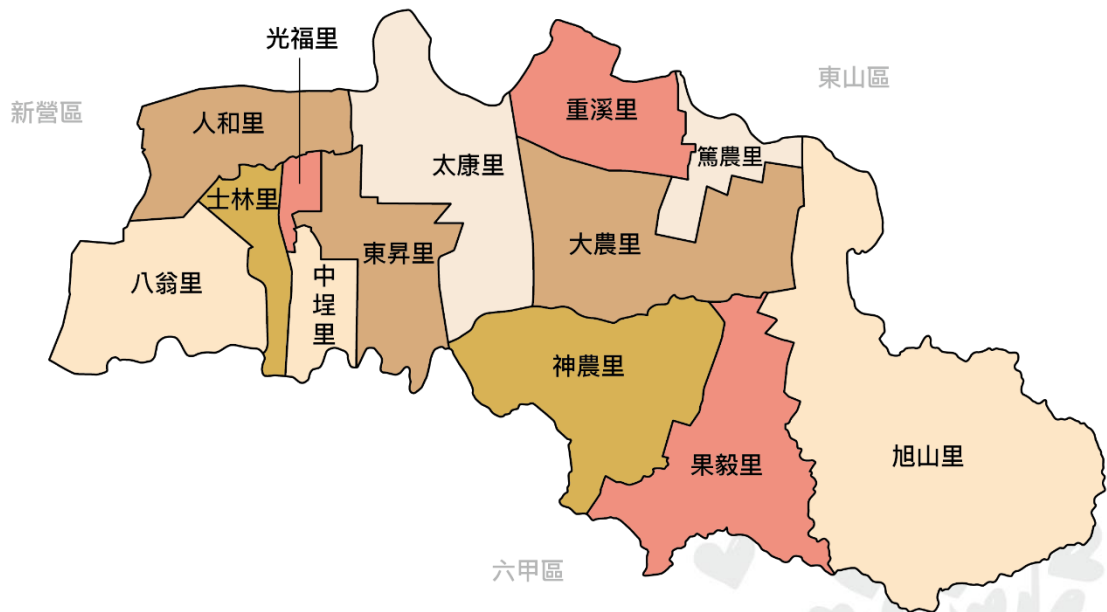 光福里
新營區
東山區
人和里
重溪里
太康里
篤農里
士林里
東昇里
大農里
八翁里
中埕里
神農里
果毅里
旭山里
六甲區